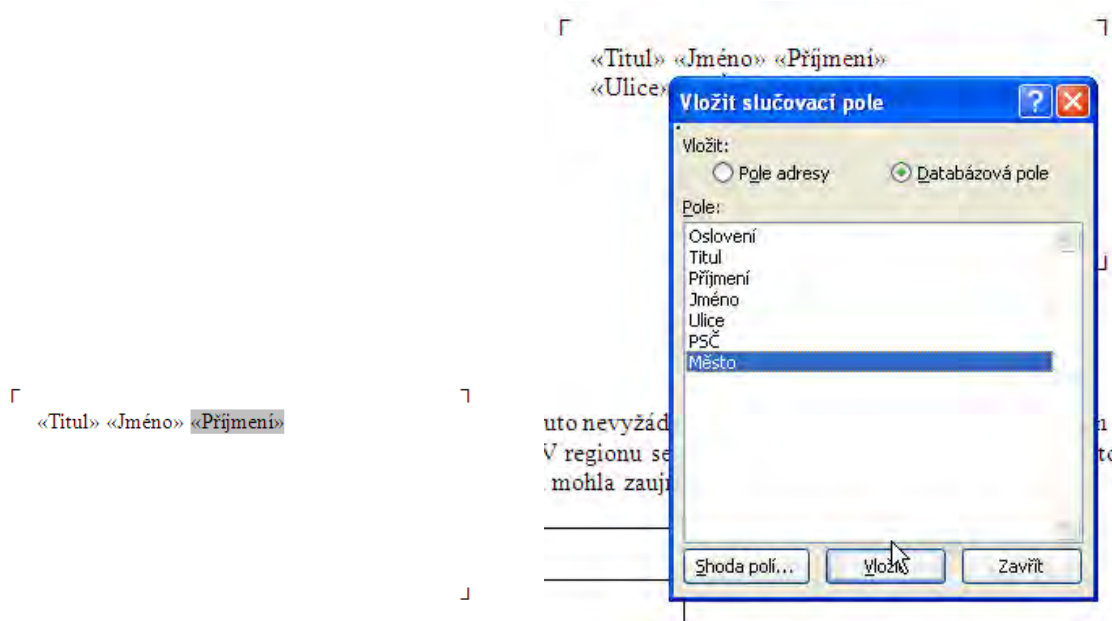 «Titul» «Jméno» «Příjmení»
«Titul» «Jméno» «Příjmení»
«Ulice»
Vložit slučovací pole
Vložit:
Pole adresy
Databázová pole
Pole:
Oslovení
Titul
Příjmení
Jméno
Ulice
PSČ
Město
uto nevyžád
V regionu se
mohla zauj
Shoda polí...
Vložit
Zavřít